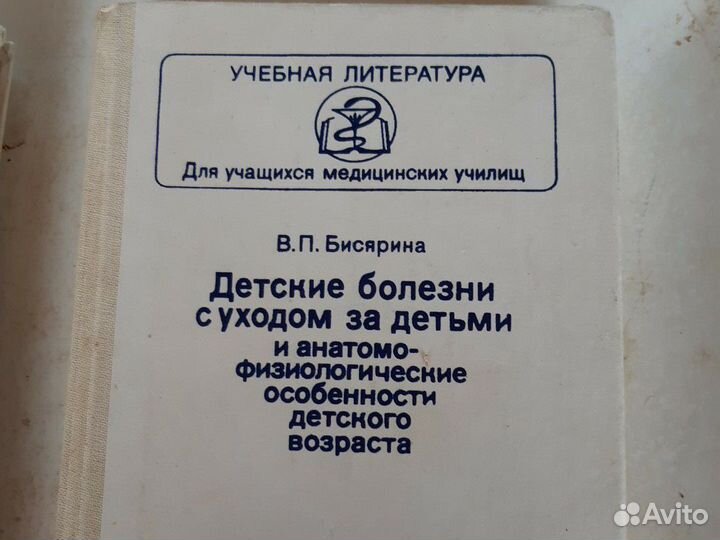 УЧЕБНАЯ ЛИТЕРАТУРА
Для учащихся медицинских училищ
В.П. Бисярина
Детские болезни
с уходом за детьми
и анатомо-
физиологические
особенности
детского
возраста
Avito